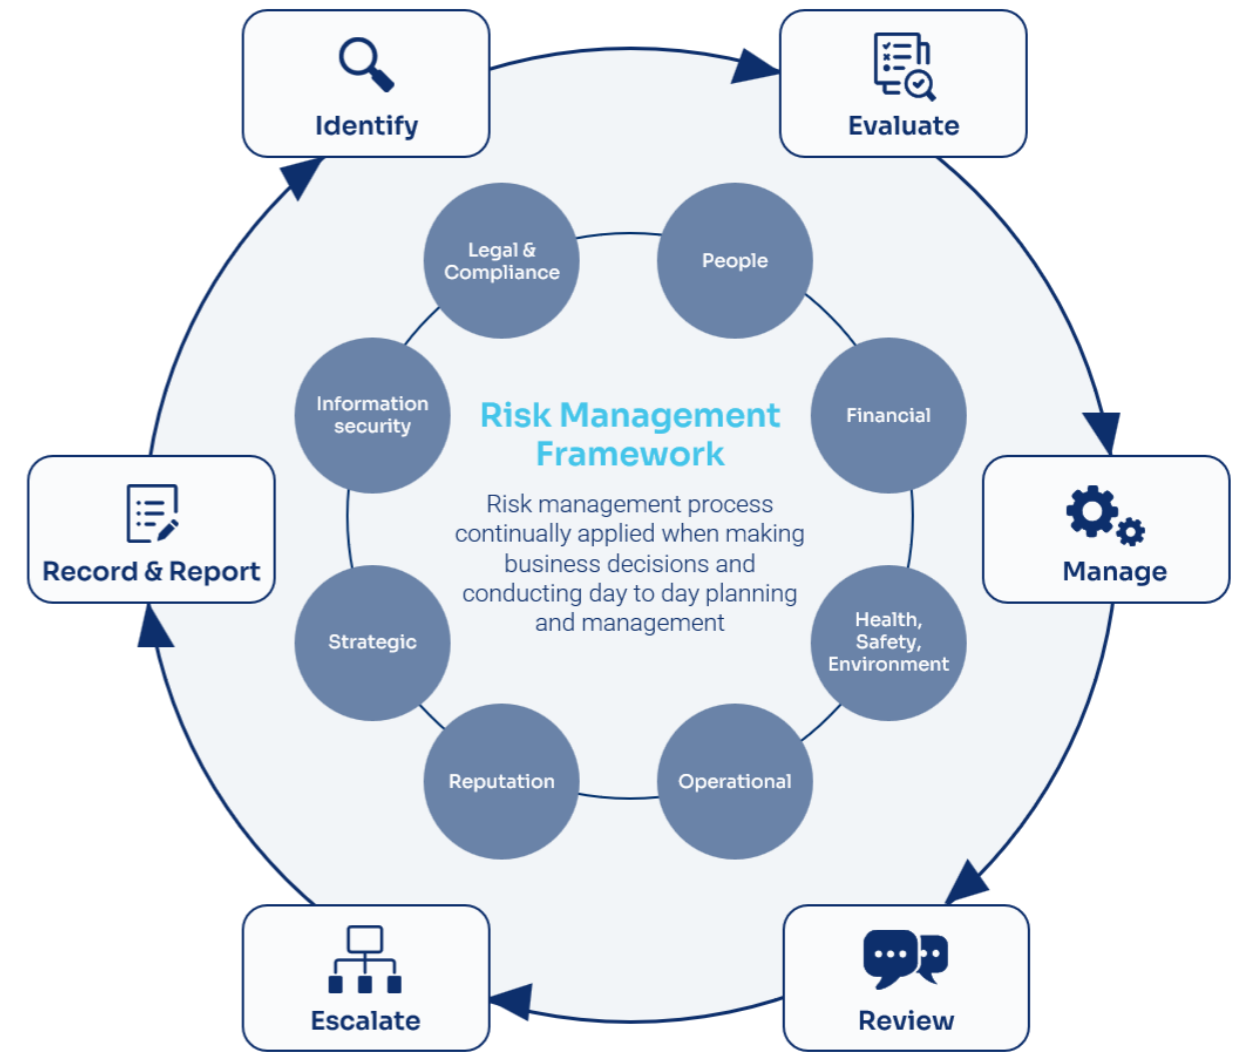 Identify
Evaluate
Legal &
Compliance
People
Information
security
Financial
Risk Management
Framework
Risk management process
continually applied when making
business decisions and
conducting day to day planning
and management
Record & Report
Manage
Strategic
Health,
Safety,
Environment
Reputation
Operational
Escalate
Review